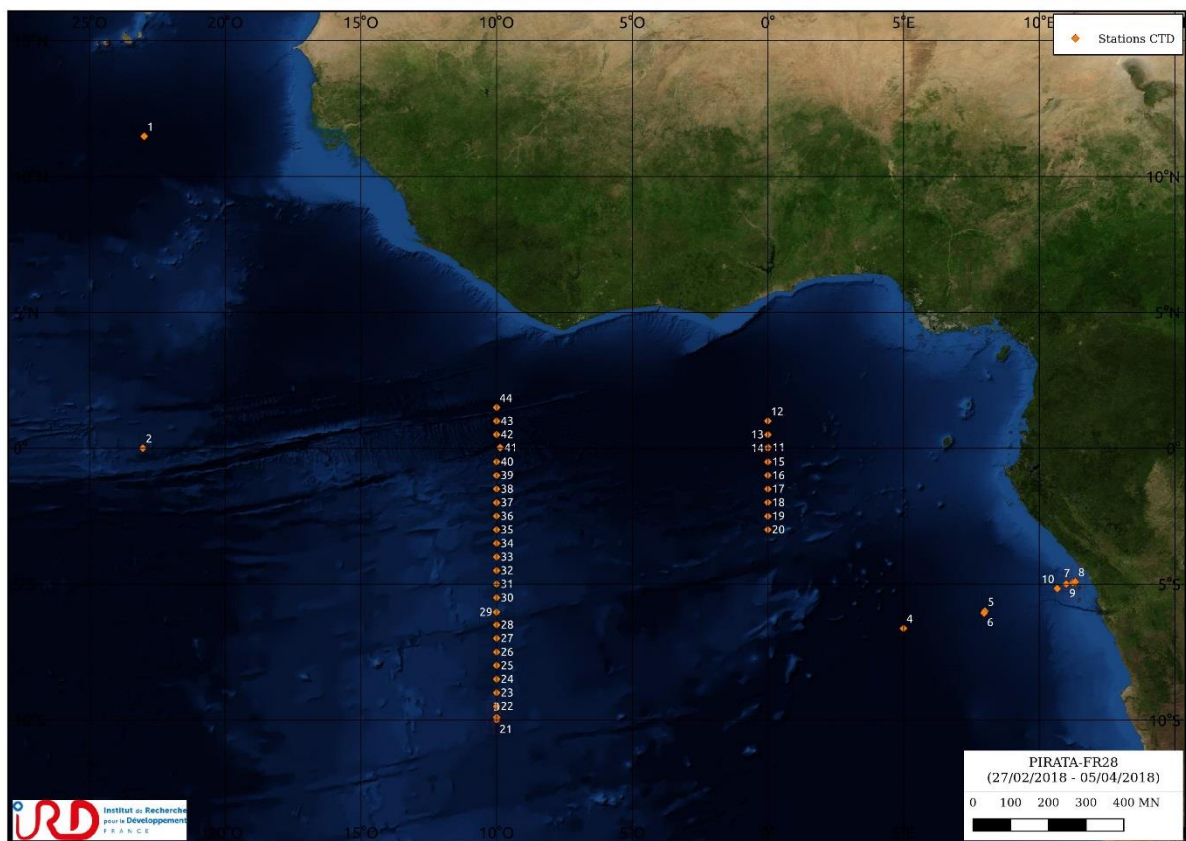 25°O 20°O 15°O 10°O 5°O 0° 5°E 10°E
Stations CTD
15°N
1
10°N 10°N
5°N 5°N
44
12
43
42 13
2
0° 41 14 11 0°
40 15
39 16
38 17
37 18
36 19
35 20
34
33
32
31 10 7 8
5°S 5°S
30 9
29 5
28 4 6
27
26
25
24
23
22
10°S 10°S
21
PIRATA-FR28
(27/02/2018 - 05/04/2018)
0 100 200 300 400 MN
IRD
Institut de Recherche
pour le Développement
FRANCE
25°O 20°O 15°O 10°O 5°O 0° 5°E